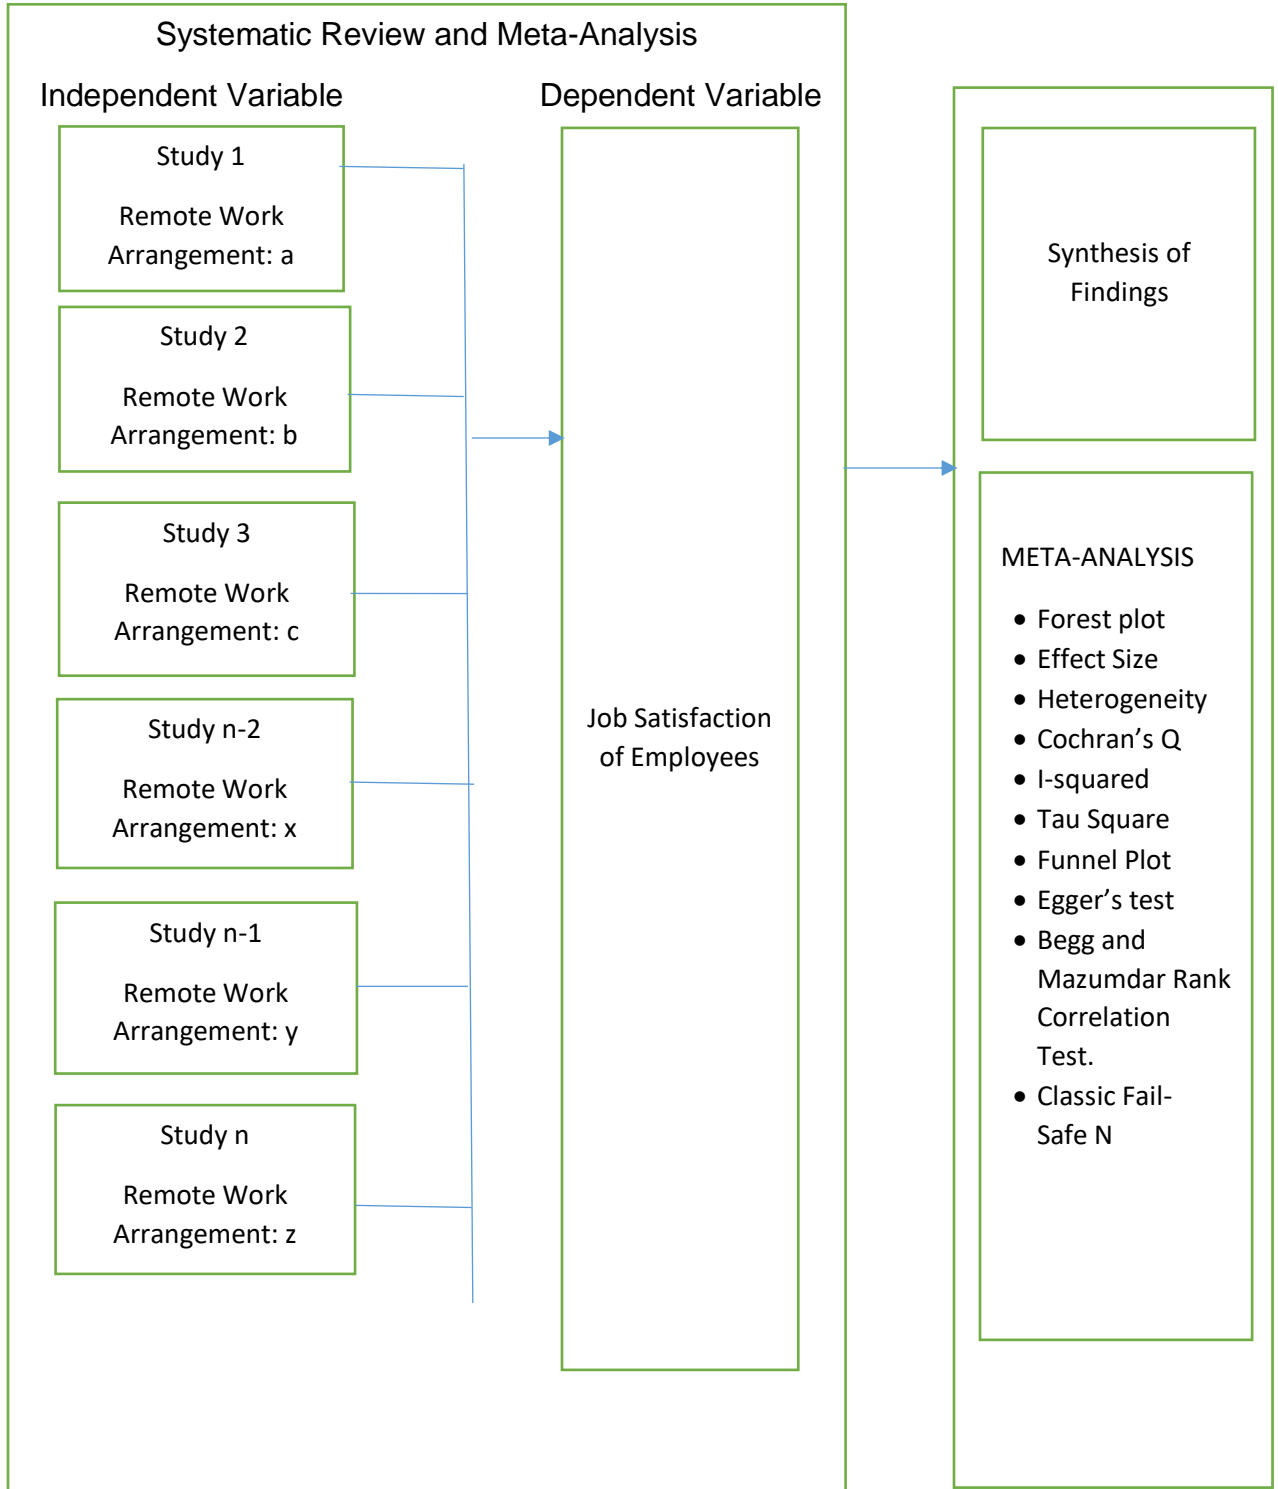 Systematic Review and Meta-Analysis
Independent Variable
Dependent Variable
Study 1
Remote Work
Arrangement: a
Study 2
Remote Work
Arrangement: b
Study 3
Remote Work
Arrangement: c
Study n-2
Remote Work
Arrangement: x
Study n-1
Remote Work
Arrangement: y
Study n
Remote Work
Arrangement: z
Job Satisfaction
of Employees
Synthesis of
Findings
META-ANALYSIS
• Forest plot
• Effect Size
• Heterogeneity
• Cochran’s Q
• I-squared
• Tau Square
• Funnel Plot
• Egger’s test
• Begg and
Mazumdar Rank
Correlation
Test.
• Classic Fail-
Safe N